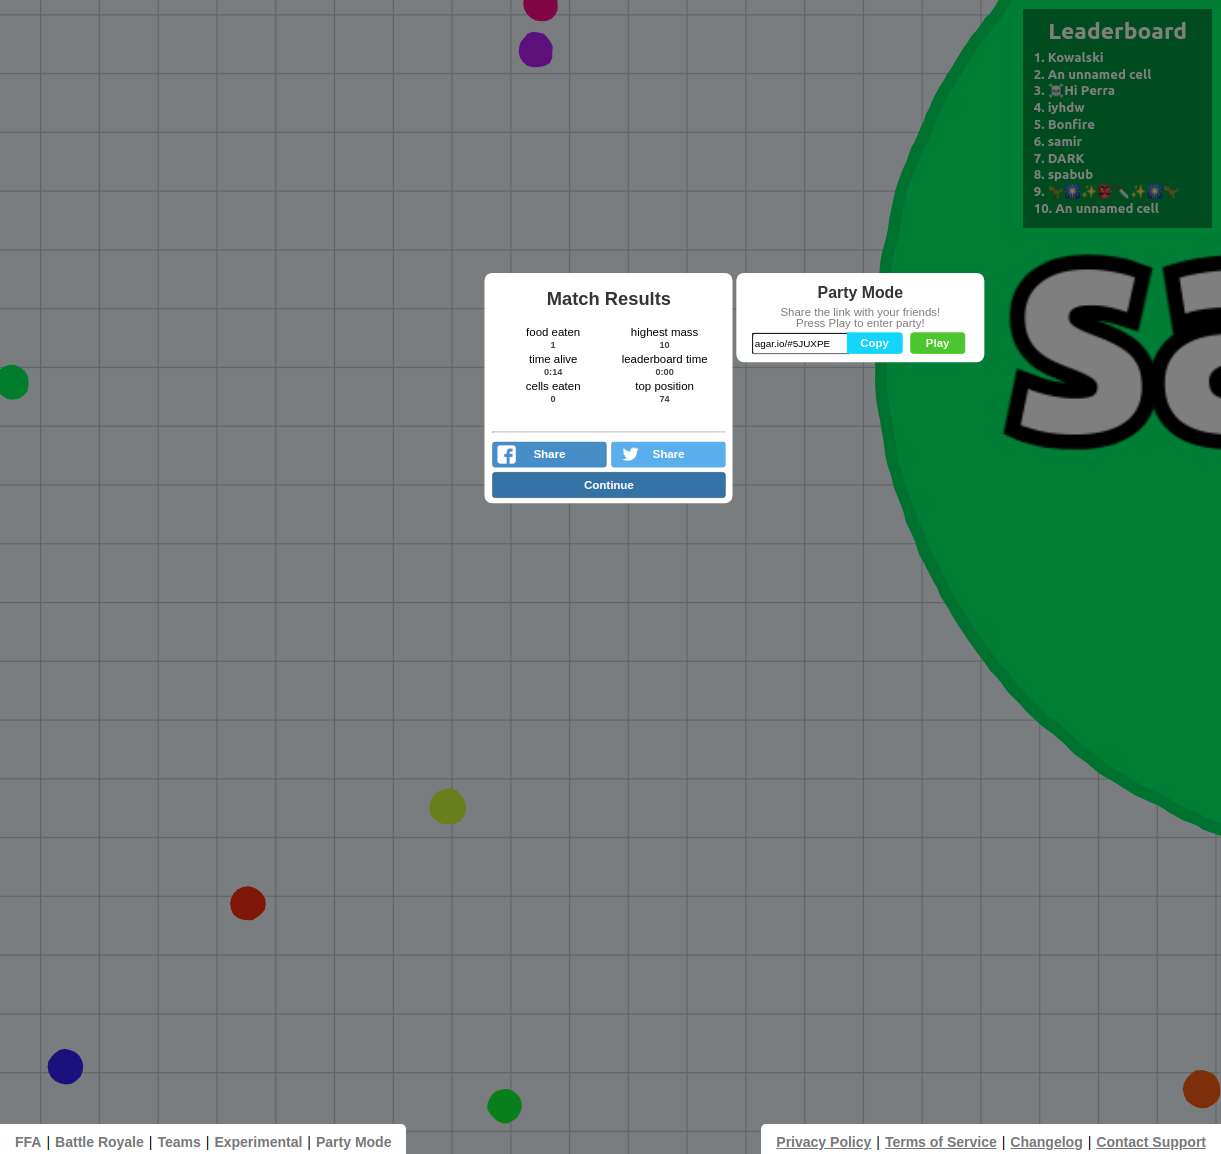 Leaderboard
1. Kowalski
2. An unnamed cell
3. ☠️Hi Perra
4. iyhdw
5. Bonfire
6. samir
7. DARK
8. spabub
9. 🦖🎆✨👺🔪✨🎆🦖
10. An unnamed cell
sa
Match Results
food eaten highest mass
1 10
time alive leaderboard time
0:14 0:00
cells eaten top position
0 74
Share Share
Continue
Party Mode
Share the link with your friends!
Press Play to enter party!
agar.io/#5JUXPE Copy Play
FFA | Battle Royale | Teams | Experimental | Party Mode
Privacy Policy | Terms of Service | Changelog | Contact Support